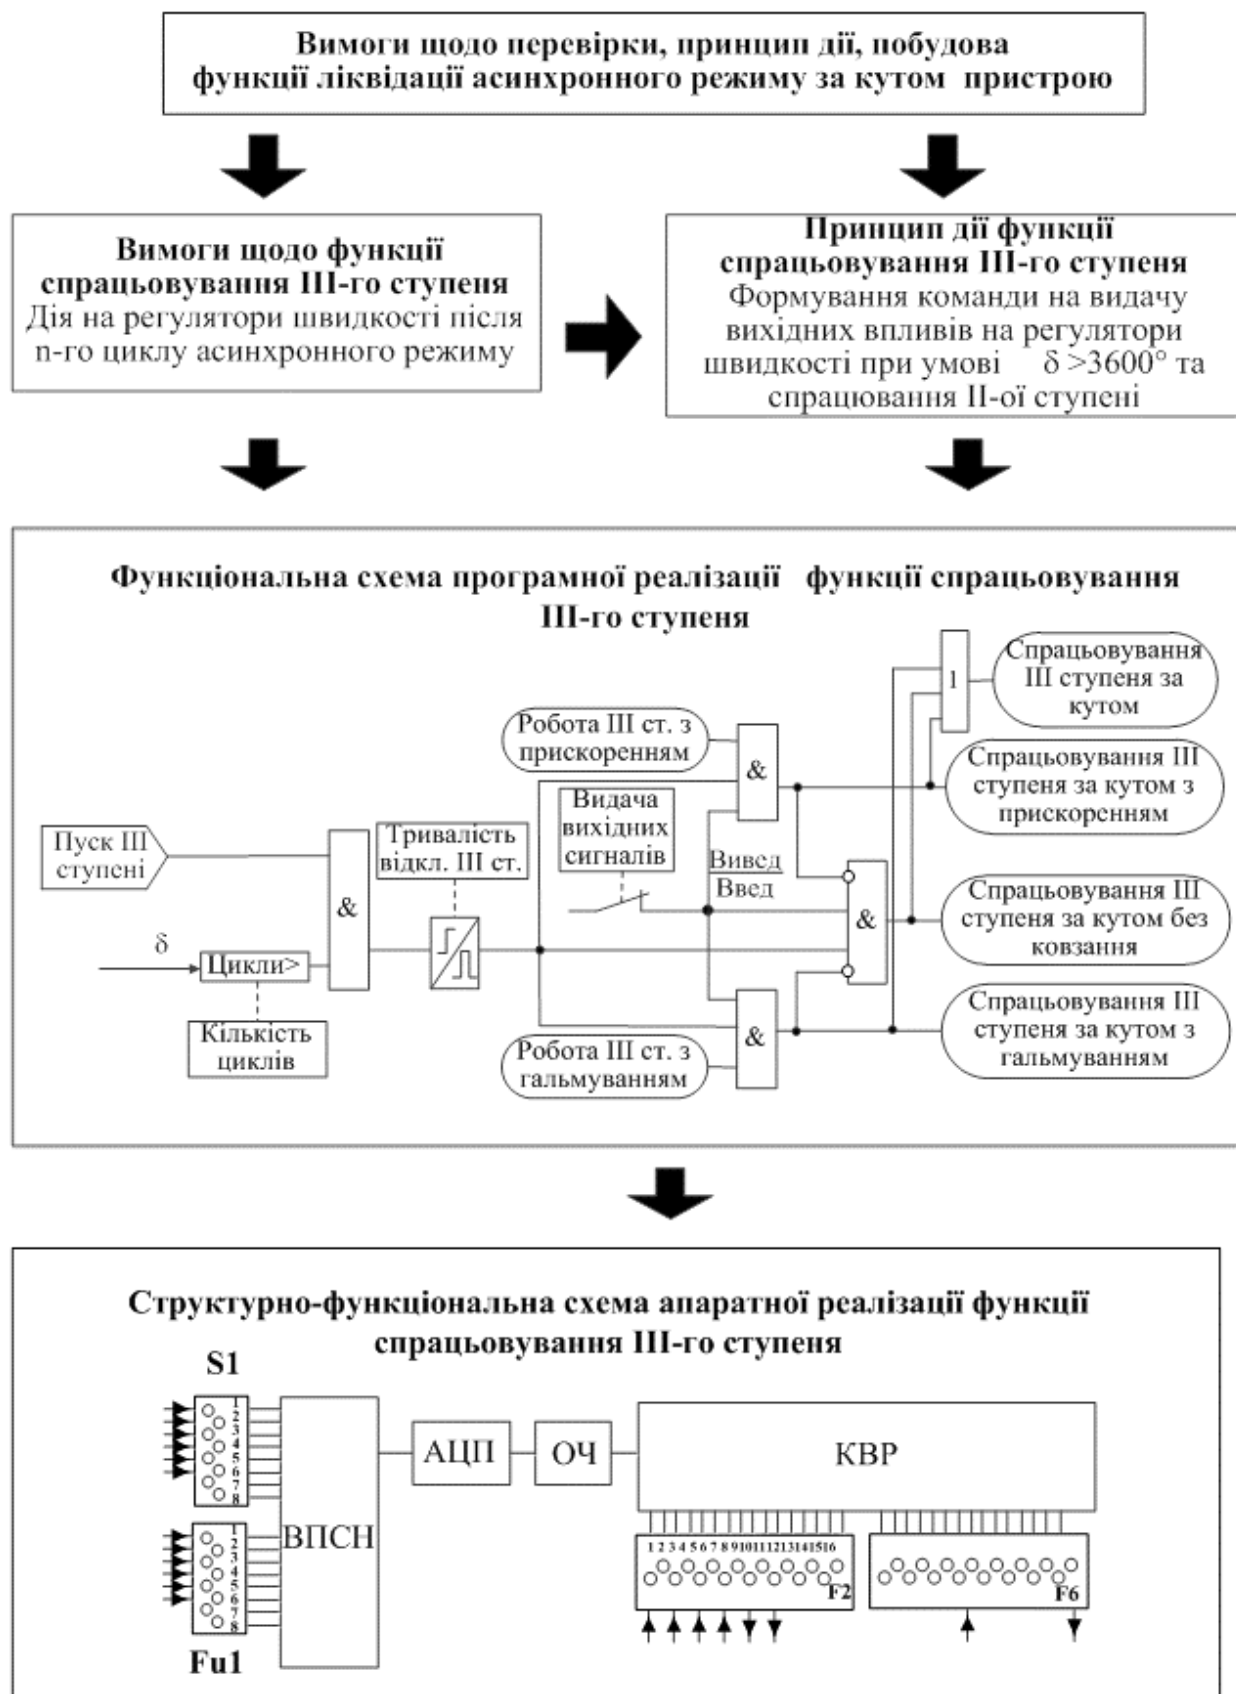 Вимоги щодо перевірки, принцип дії, побудова
функції ліквідації асинхронного режиму за кутом пристрою
Вимоги щодо функції
спрацьовування III-го ступеня
Дія на регулятори швидкості після
n-го циклу асинхронного режиму
Принцип дії функції
спрацьовування III-го ступеня
Формування команди на видачу
вихідних впливів на регулятори
швидкості при умові δ >3600° та
спрацювання II-ої ступені
Функціональна схема програмної реалізації функції спрацьовування
III-го ступеня
Пуск III
ступені
δ
Цикли>
Кількість
циклів
&
Тривалість
відкл. III ст.
Робота III ст. з
прискоренням
Видача
вихідних
сигналів
Вивед
Введ
Робота III ст. з
гальмуванням
&
&
&
1
Спрацьовування
III ступеня за
кутом
Спрацьовування III
ступеня за кутом з
прискоренням
Спрацьовування III
ступеня за кутом без
ковзання
Спрацьовування III
ступеня за кутом з
гальмуванням
Структурно-функціональна схема апаратної реалізації функції
спрацьовування III-го ступеня
S1
1
2
3
4
5
6
7
8
1
2
3
4
5
6
7
8
Fu1
ВПСН
АЦП
ОЧ
КВР
1 2 3 4 5 6 7 8 9 10 11 12 13 14 15 16
F2
F6